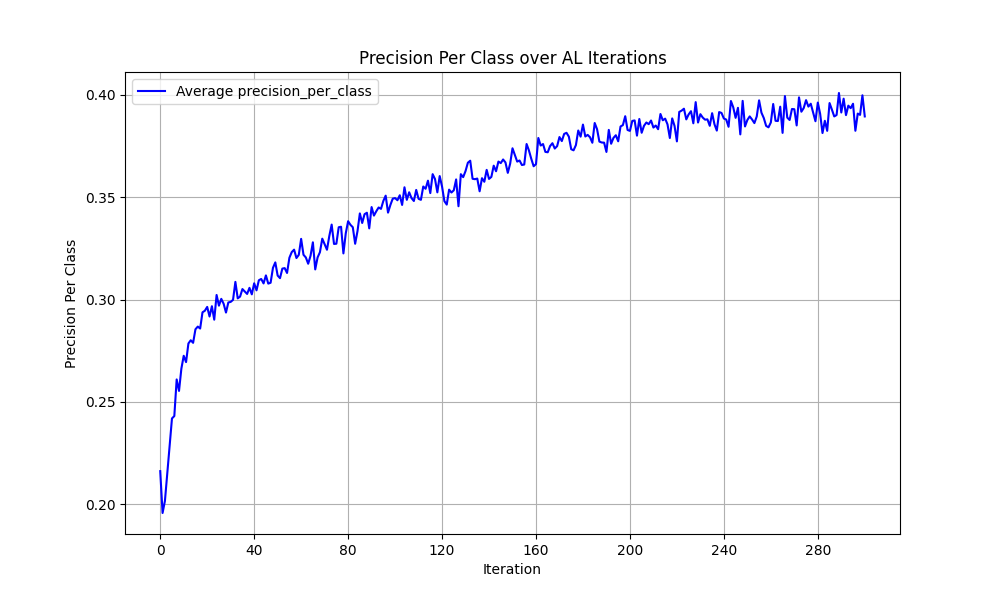 Precision Per Class over AL Iterations
Average precision_per_class
Precision Per Class
0.40
0.35
0.30
0.25
0.20
0 40 80 120 160 200 240 280
Iteration